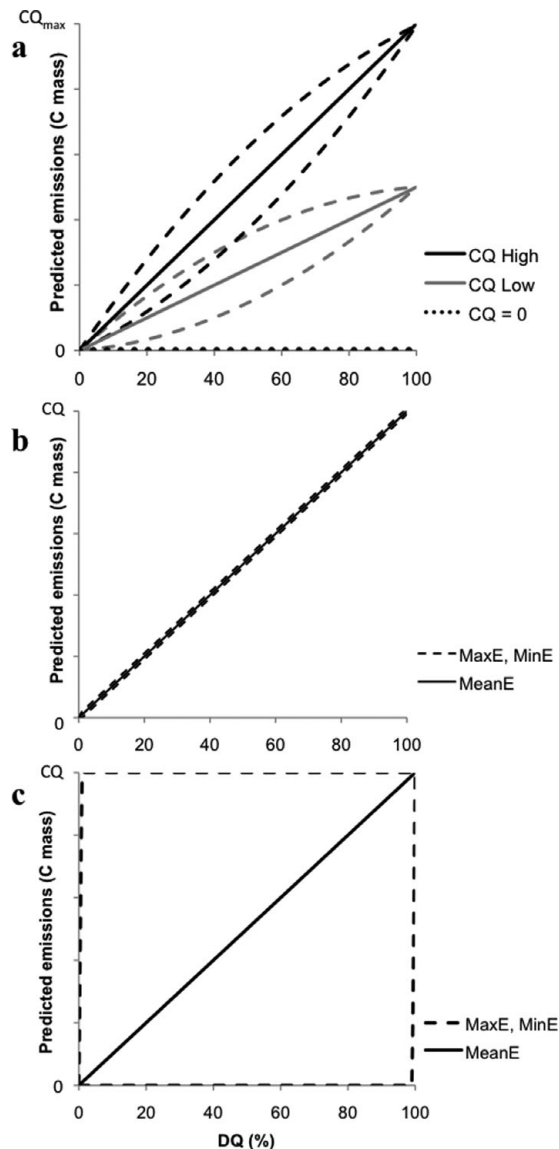 CQmax
a
Predicted emissions (C mass)
CQ High
CQ Low
CQ = 0
0
0 20 40 60 80 100
CQ
b
Predicted emissions (C mass)
MaxE, MinE
MeanE
0
0 20 40 60 80 100
CQ
c
Predicted emissions (C mass)
MaxE, MinE
MeanE
0
0 20 40 60 80 100
DQ (%)